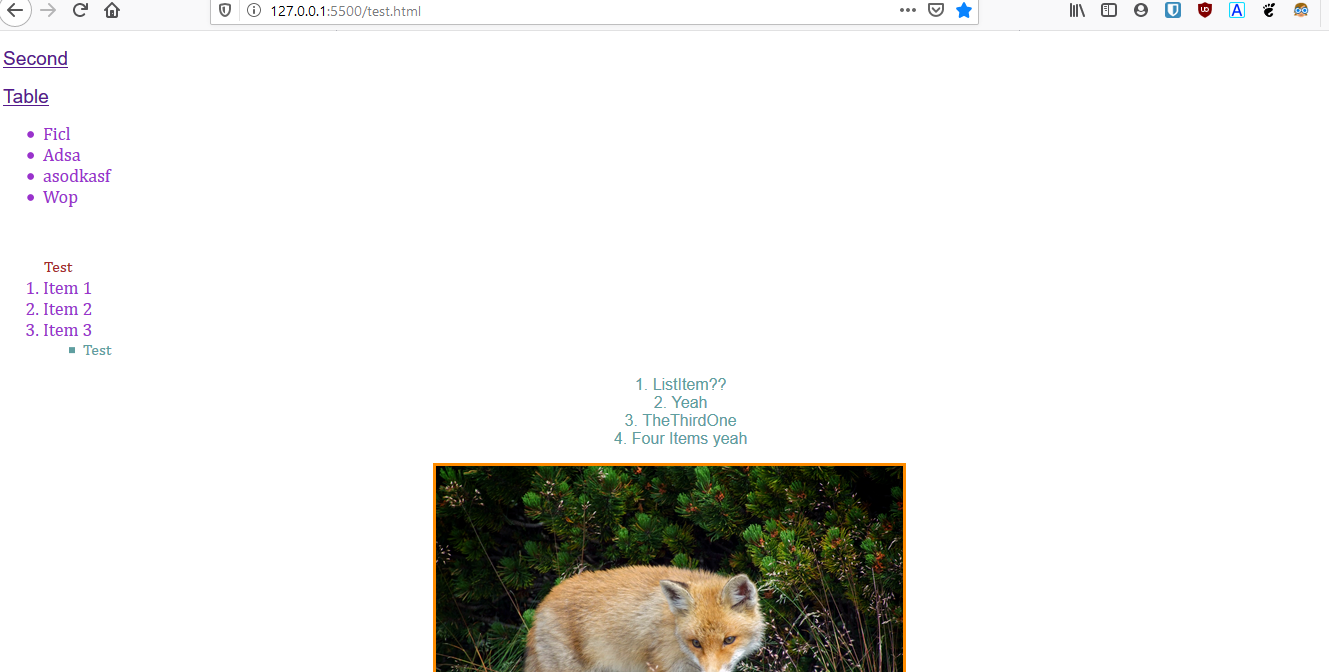 127.0.0.1:5500/test.html
Second
Table
Ficl
Adsa
asodkasf
Wop
Test
1. Item 1
2. Item 2
3. Item 3
Test
1. ListItem??
2. Yeah
3. TheThirdOne
4. Four Items yeah